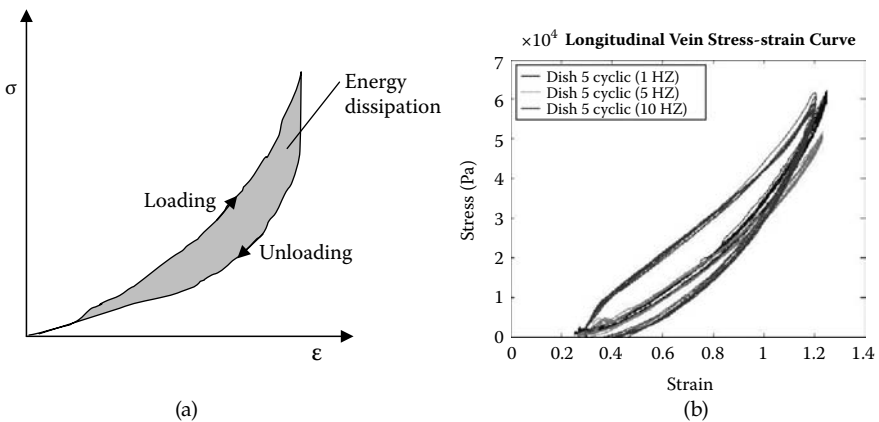 σ
Energy
dissipation
Loading
Unloading
ε
(a)
×10⁴ Longitudinal Vein Stress-strain Curve
7
Dish 5 cyclic (1 HZ)
Dish 5 cyclic (5 HZ)
Dish 5 cyclic (10 HZ)
6
5
4
3
2
1
0
Stress (Pa)
0 0.2 0.4 0.6 0.8 1 1.2 1.4
Strain
(b)